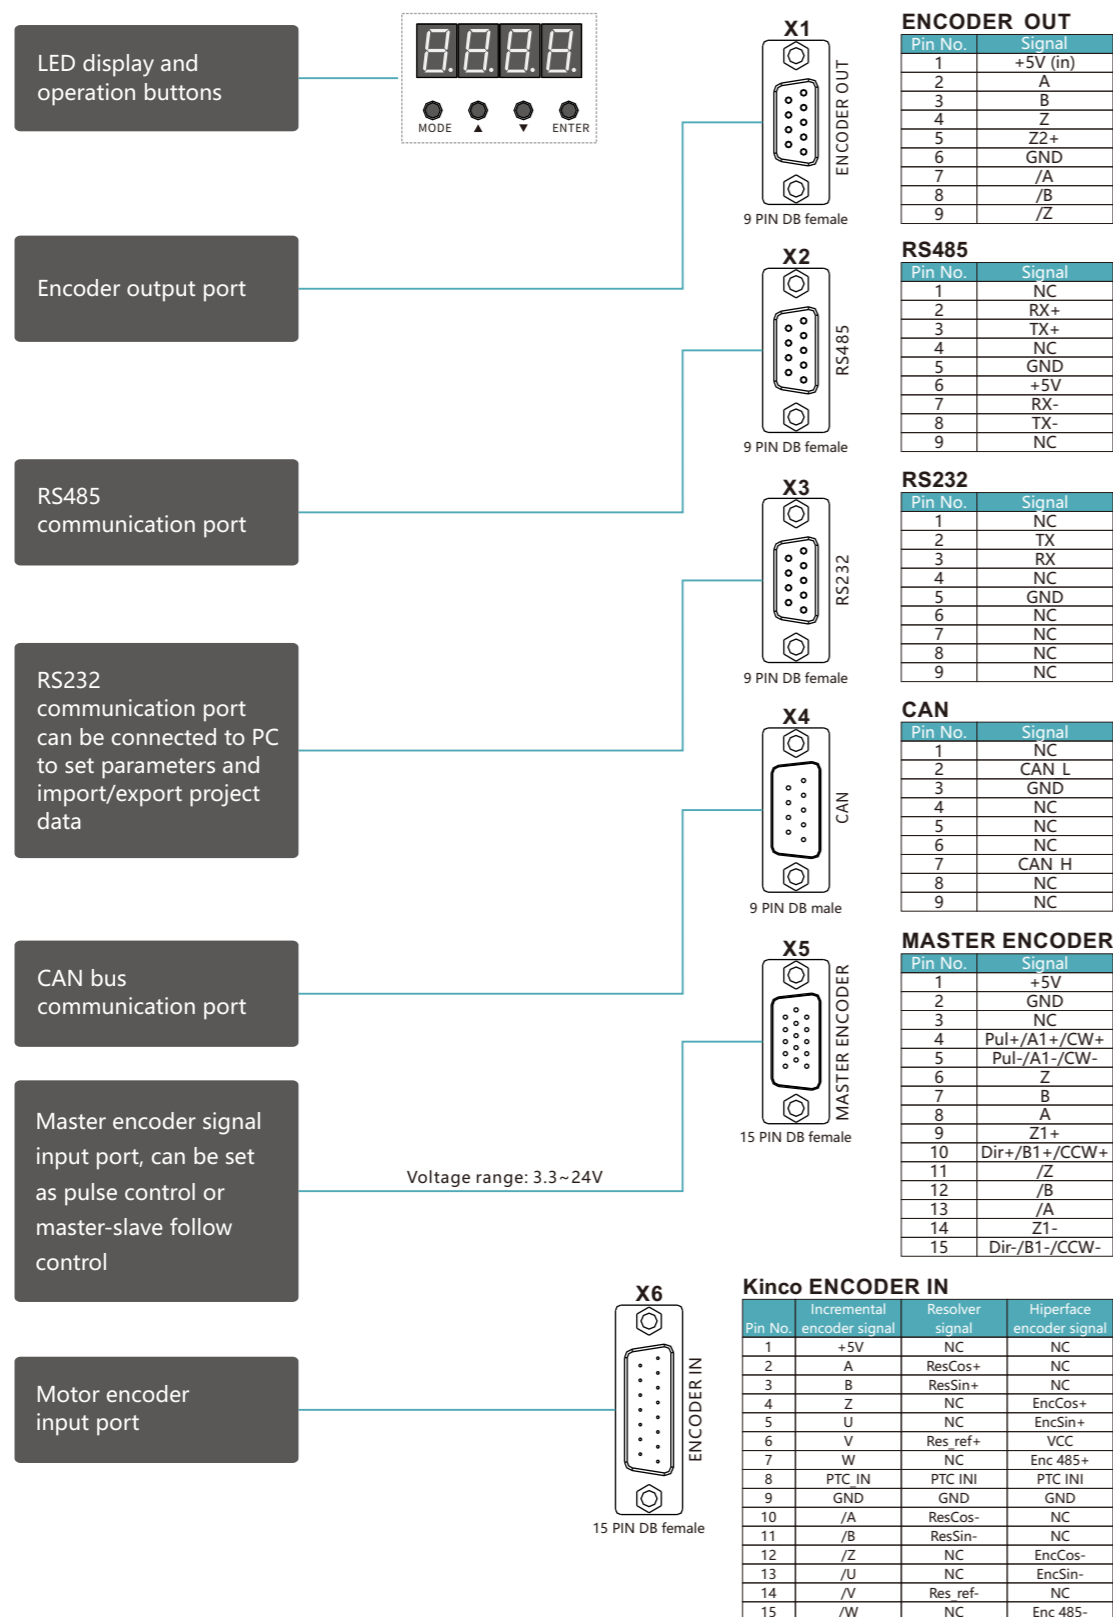 LED display and
operation buttons
8.8.8.8.
MODE ▲ ▼ ENTER
X1
ENCODER OUT
9 PIN DB female
ENCODER OUT
Pin No. Signal
1 +5V (in)
2 A
3 B
4 Z
5 Z2+
6 GND
7 /A
8 /B
9 /Z
Encoder output port
X2
RS485
9 PIN DB female
RS485
Pin No. Signal
1 NC
2 RX+
3 TX+
4 NC
5 GND
6 +5V
7 RX-
8 TX-
9 NC
RS485
communication port
X3
RS232
9 PIN DB female
RS232
Pin No. Signal
1 NC
2 TX
3 RX
4 NC
5 GND
6 NC
7 NC
8 NC
9 NC
RS232
communication port
can be connected to PC
to set parameters and
import/export project
data
X4
CAN
9 PIN DB male
CAN
Pin No. Signal
1 NC
2 CAN_L
3 GND
4 NC
5 NC
6 NC
7 CAN_H
8 NC
9 NC
CAN bus
communication port
X5
MASTER ENCODER
15 PIN DB female
MASTER ENCODER
Pin No. Signal
1 +5V
2 GND
3 NC
4 Pul+/A1+/CW+
5 Pul-/A1-/CW-
6 Z
7 B
8 A
9 Z1+
10 Dir+/B1+/CCW+
11 /Z
12 /B
13 /A
14 Z1-
15 Dir-/B1-/CCW-
Master encoder signal
input port, can be set
as pulse control or
master-slave follow
control
Voltage range: 3.3~24V
X6
ENCODER IN
15 PIN DB female
Kinco ENCODER IN
Pin No. Incremental encoder signal Resolver signal Hiperface encoder signal
1 +5V NC NC
2 A ResCos+ NC
3 B ResSin+ NC
4 Z NC EncCos+
5 U NC EncSin+
6 V Res_ref+ VCC
7 W NC Enc 485+
8 PTC_IN PTC INI PTC INI
9 GND GND GND
10 /A ResCos- NC
11 /B ResSin- NC
12 /Z NC EncCos-
13 /U NC EncSin-
14 /V Res_ref- NC
15 /W NC Enc 485-
Motor encoder
input port